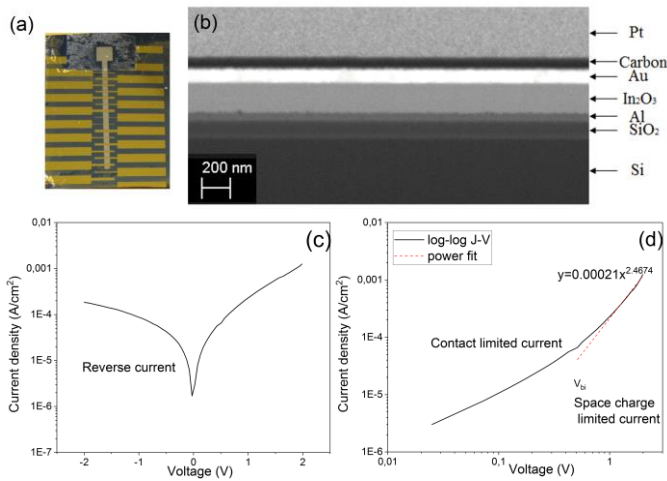 (a)
(b)
Pt
Carbon
Au
In₂O₃
Al
SiO₂
Si
200 nm
(c)
0,01
0,001
1E-4
1E-5
1E-6
1E-7
Current density (A/cm²)
Reverse current
-2
-1
0
1
2
Voltage (V)
(d)
log-log J-V
power fit
y=0.00021x^2.4674
0,01
0,001
1E-4
1E-5
1E-6
Current density (A/cm²)
Contact limited current
V_bi
Space charge
limited current
0,01
0,1
1
Voltage (V)